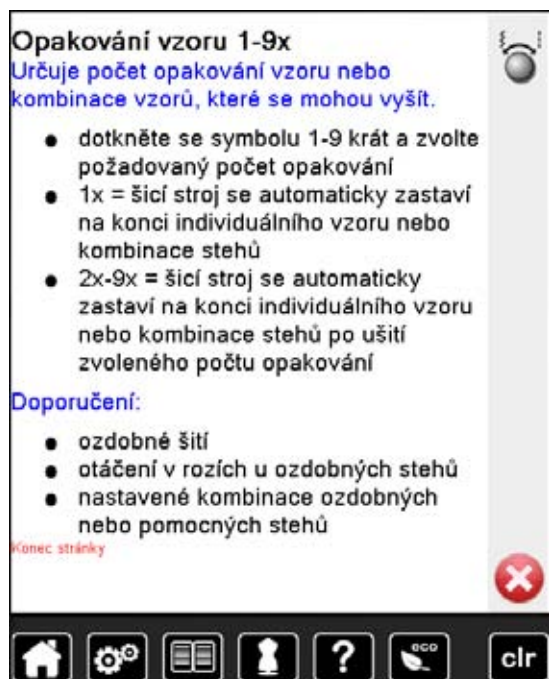 Opakování vzoru 1-9x
Určuje počet opakování vzoru nebo
kombinace vzorů, které se mohou vyšít.
● dotkněte se symbolu 1-9 krát a zvolte
požadovaný počet opakování
● 1x = šicí stroj se automaticky zastaví
na konci individuálního vzoru nebo
kombinace stehů
● 2x-9x = šicí stroj se automaticky
zastaví na konci individuálního vzoru
nebo kombinace stehů po ušití
zvoleného počtu opakování
Doporučení:
● ozdobné šití
● otáčení v rozích u ozdobných stehů
● nastavené kombinace ozdobných
nebo pomocných stehů
Konec stránky
? eco clr